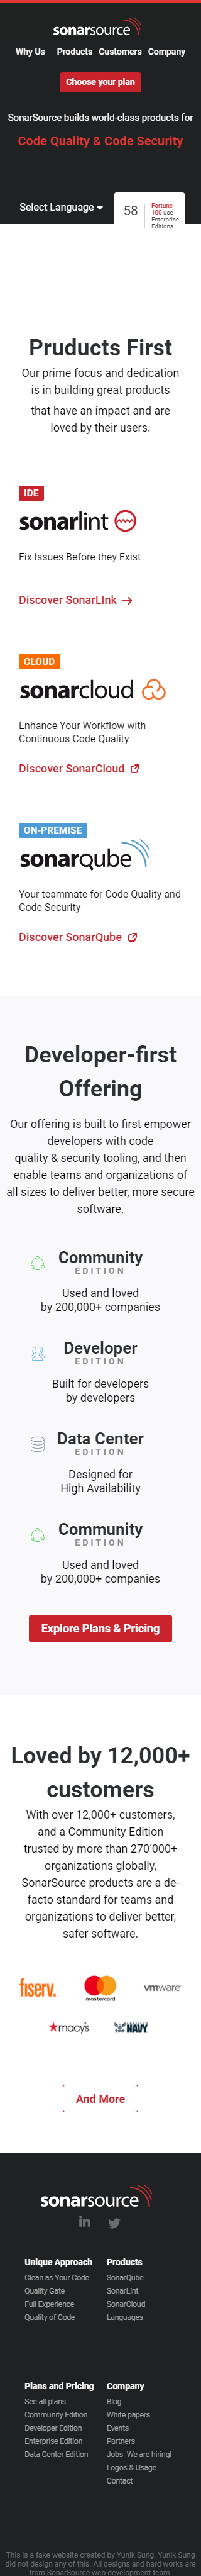 sonarsource
Why Us Products Customers Company
Choose your plan
SonarSource builds world-class products for
Code Quality & Code Security
Select Language
58
Fortune
100 use
Enterprise
Editions
Pruducts First
Our prime focus and dedication
is in building great products
that have an impact and are
loved by their users.
IDE
sonarlint
Fix Issues Before they Exist
Discover SonarLInk
CLOUD
sonarcloud
Enhance Your Workflow with
Continuous Code Quality
Discover SonarCloud
ON-PREMISE
sonarqube
Your teammate for Code Quality and
Code Security
Discover SonarQube
Developer-first
Offering
Our offering is built to first empower
developers with code
quality & security tooling, and then
enable teams and organizations of
all sizes to deliver better, more secure
software.
Community
EDITION
Used and loved
by 200,000+ companies
Developer
EDITION
Built for developers
by developers
Data Center
EDITION
Designed for
High Availability
Community
EDITION
Used and loved
by 200,000+ companies
Explore Plans & Pricing
Loved by 12,000+
customers
With over 12,000+ customers,
and a Community Edition
trusted by more than 270'000+
organizations globally,
SonarSource products are a de-
facto standard for teams and
organizations to deliver better,
safer software.
fiserv.
mastercard
vmware
macy's
NAVY
And More
sonarsource
Unique Approach
Clean as Your Code
Quality Gate
Full Experience
Quality of Code
Products
SonarQube
SonarLint
SonarCloud
Languages
Plans and Pricing
See all plans
Community Edition
Developer Edition
Enterprise Edition
Data Center Edition
Company
Blog
White papers
Events
Partners
Jobs We are hiring!
Logos & Usage
Contact
This is a fake website created by Yunik Sung. Yunik Sung
did not design any of this. All designs and hard works are
from SonarSource web development team.